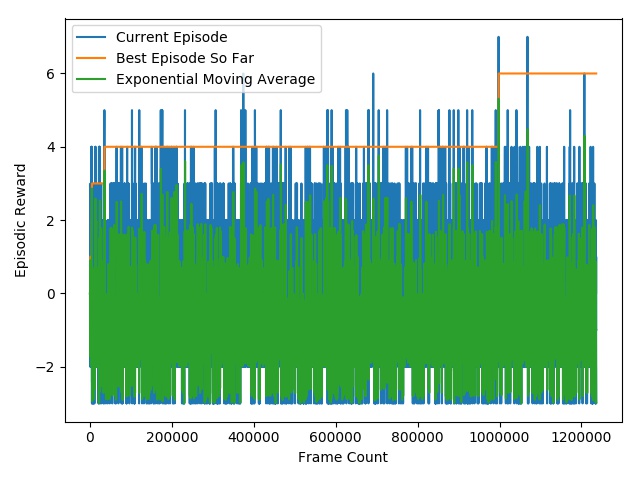 Current Episode
Best Episode So Far
Exponential Moving Average
6
4
2
0
−2
Episodic Reward
0
200000
400000
600000
800000
1000000
1200000
Frame Count